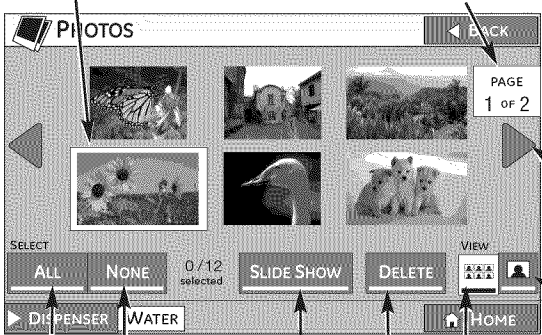 PHOTOS
BACK
PAGE
1 OF 2
SELECT
VIEW
ALL
NONE
0/12
selected
SLIDE SHOW
DELETE
DISPENSER
WATER
HOME